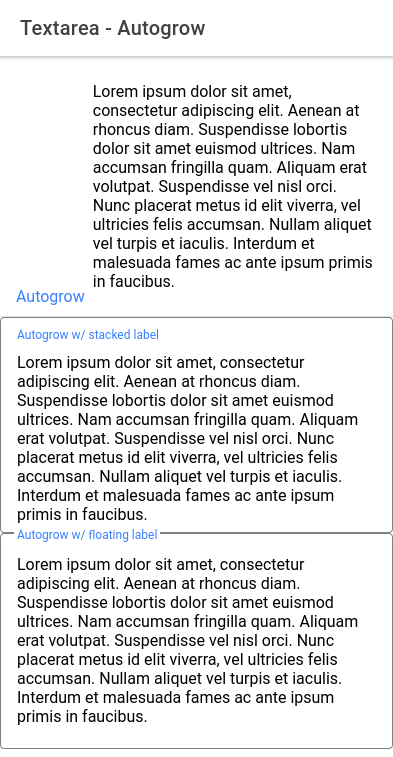 Textarea - Autogrow
Lorem ipsum dolor sit amet,
consectetur adipiscing elit. Aenean at
rhoncus diam. Suspendisse lobortis
dolor sit amet euismod ultrices. Nam
accumsan fringilla quam. Aliquam erat
volutpat. Suspendisse vel nisl orci.
Nunc placerat metus id elit viverra, vel
ultricies felis accumsan. Nullam aliquet
vel turpis et iaculis. Interdum et
malesuada fames ac ante ipsum primis
in faucibus.
Autogrow
Autogrow w/ stacked label
Lorem ipsum dolor sit amet, consectetur
adipiscing elit. Aenean at rhoncus diam.
Suspendisse lobortis dolor sit amet euismod
ultrices. Nam accumsan fringilla quam. Aliquam
erat volutpat. Suspendisse vel nisl orci. Nunc
placerat metus id elit viverra, vel ultricies felis
accumsan. Nullam aliquet vel turpis et iaculis.
Interdum et malesuada fames ac ante ipsum
primis in faucibus.
Autogrow w/ floating label
Lorem ipsum dolor sit amet, consectetur
adipiscing elit. Aenean at rhoncus diam.
Suspendisse lobortis dolor sit amet euismod
ultrices. Nam accumsan fringilla quam. Aliquam
erat volutpat. Suspendisse vel nisl orci. Nunc
placerat metus id elit viverra, vel ultricies felis
accumsan. Nullam aliquet vel turpis et iaculis.
Interdum et malesuada fames ac ante ipsum
primis in faucibus.